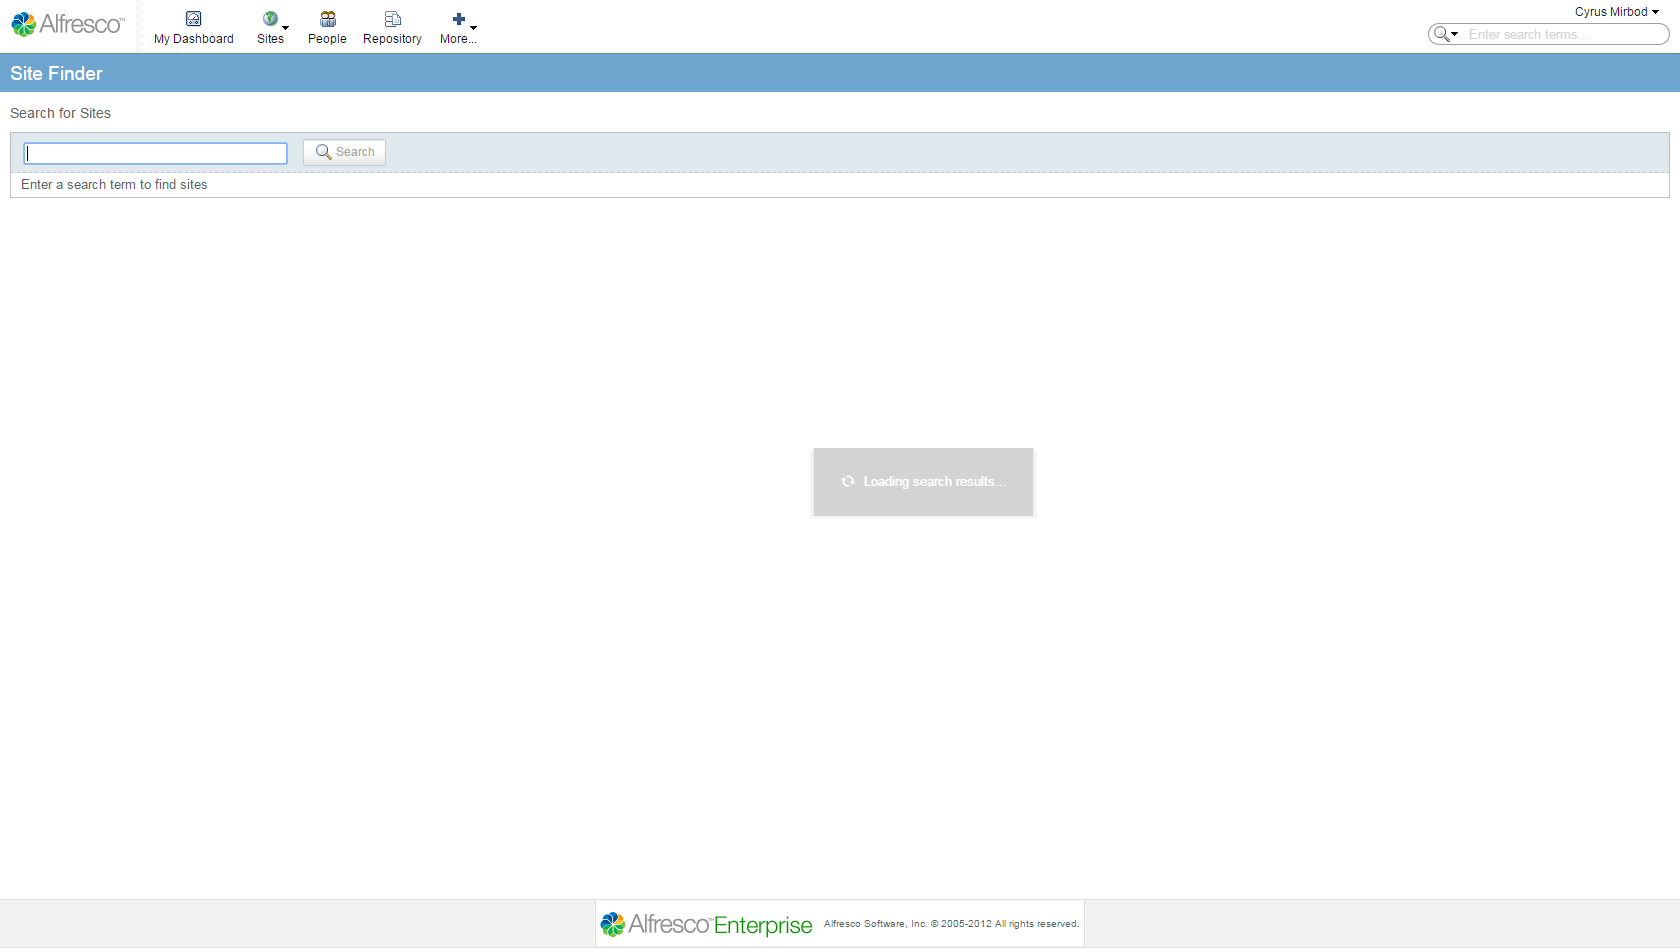 Alfresco™
My Dashboard
Sites
People
Repository
More...
Cyrus Mirbod
Enter search terms...
Site Finder
Search for Sites
Search
Enter a search term to find sites
Loading search results...
Alfresco™ Enterprise
Alfresco Software, Inc. © 2005-2012 All rights reserved.